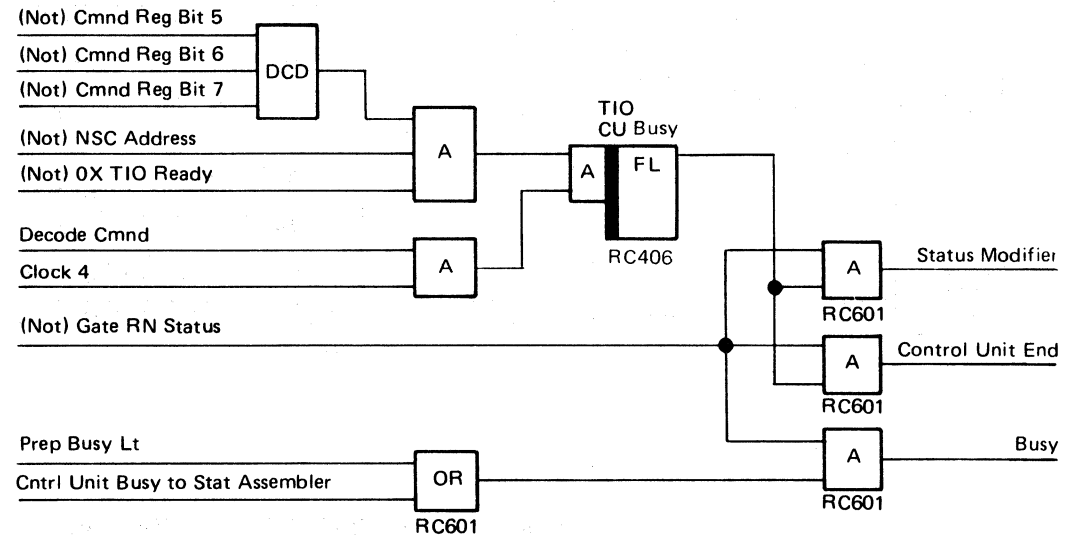 (Not) Cmnd Reg Bit 5
(Not) Cmnd Reg Bit 6
(Not) Cmnd Reg Bit 7
DCD
(Not) NSC Address
(Not) 0X TIO Ready
A
TIO
CU Busy
A
FL
RC406
Decode Cmnd
Clock 4
A
(Not) Gate RN Status
A
Status Modifier
RC601
A
Control Unit End
RC601
Prep Busy Lt
Cntrl Unit Busy to Stat Assembler
OR
RC601
A
Busy
RC601